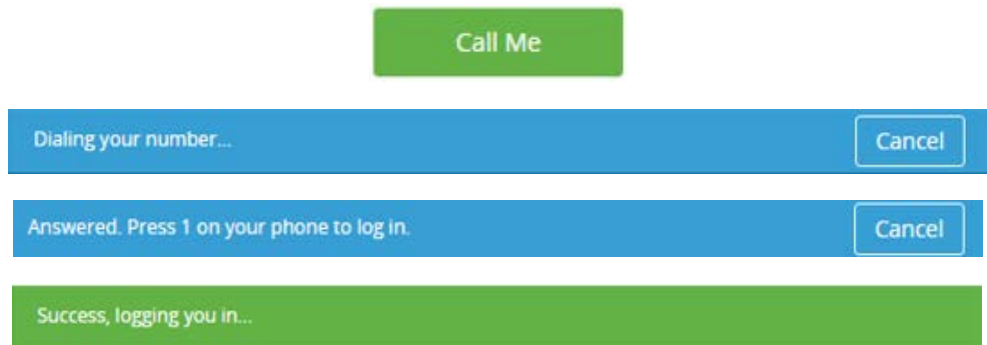 Call Me
Dialing your number... Cancel
Answered. Press 1 on your phone to log in. Cancel
Success, logging you in...